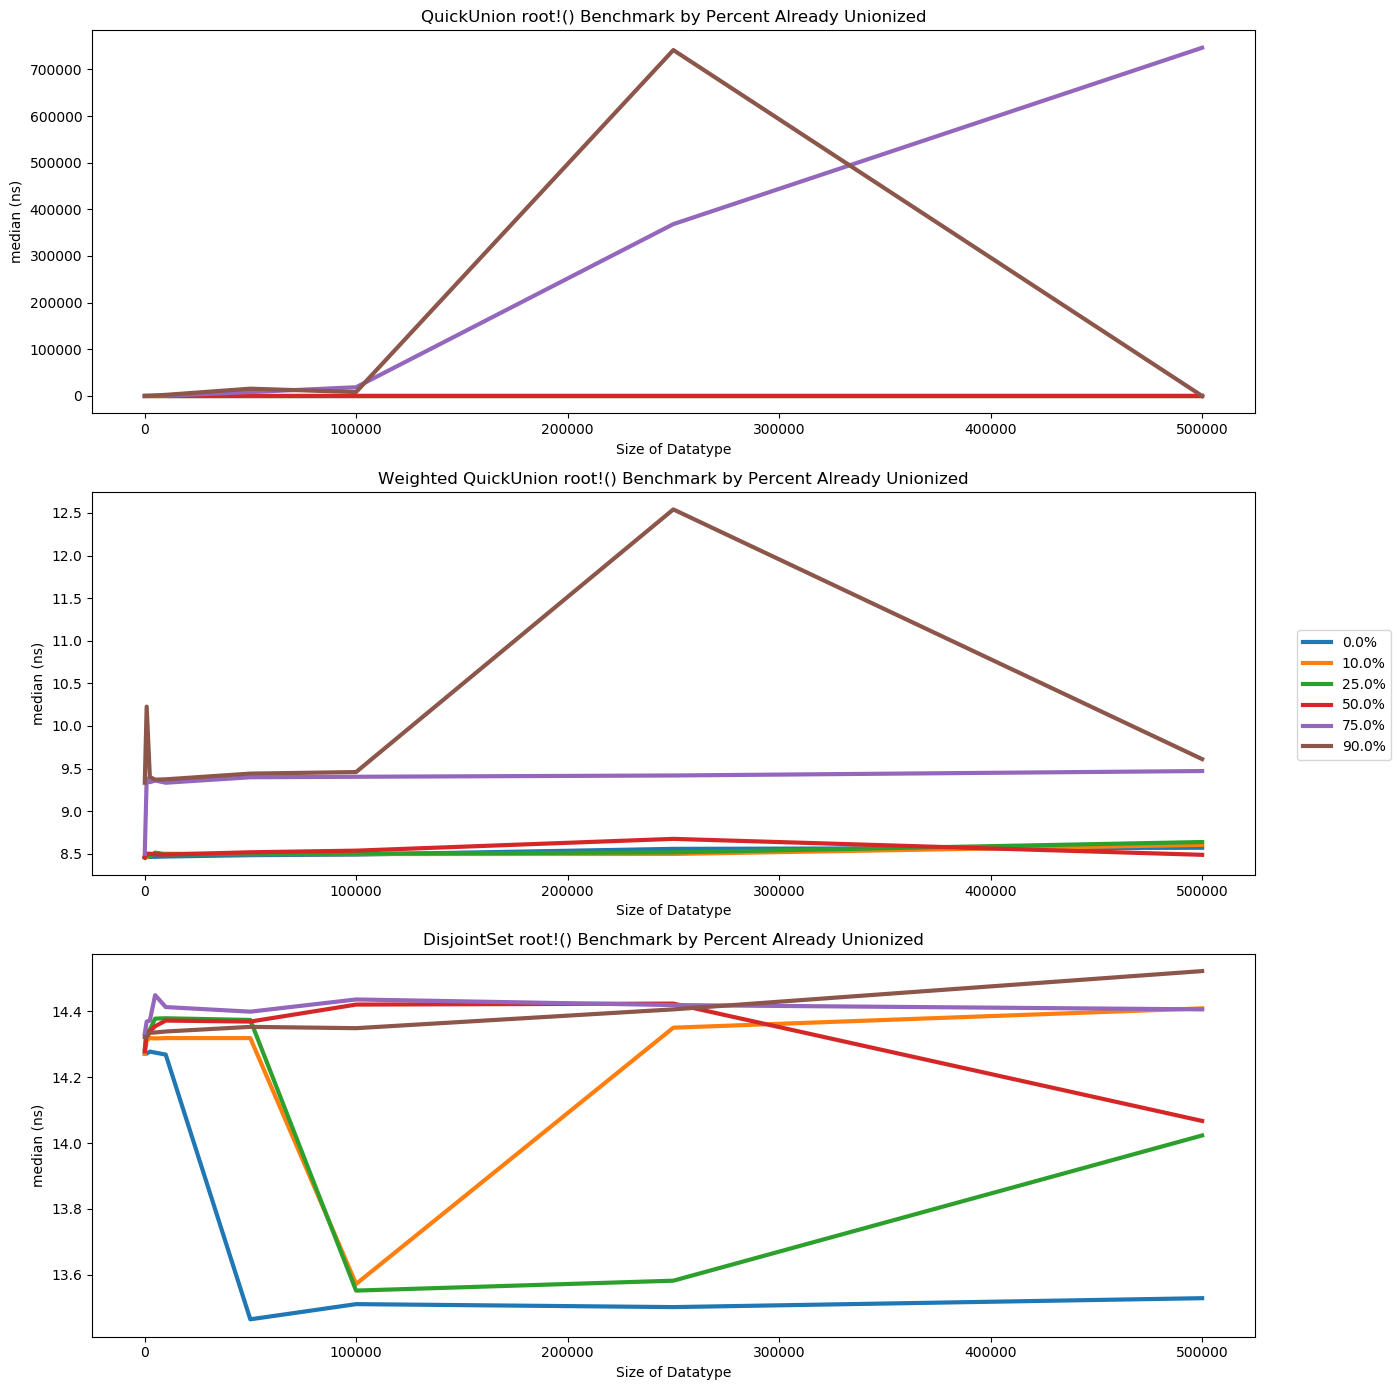 QuickUnion root!() Benchmark by Percent Already Unionized
700000
600000
500000
400000
300000
200000
100000
0
median (ns)
0 100000 200000 300000 400000 500000
Size of Datatype
Weighted QuickUnion root!() Benchmark by Percent Already Unionized
12.5
12.0
11.5
11.0
10.5
10.0
9.5
9.0
8.5
median (ns)
0 100000 200000 300000 400000 500000
Size of Datatype
0.0%
10.0%
25.0%
50.0%
75.0%
90.0%
DisjointSet root!() Benchmark by Percent Already Unionized
14.4
14.2
14.0
13.8
13.6
median (ns)
0 100000 200000 300000 400000 500000
Size of Datatype